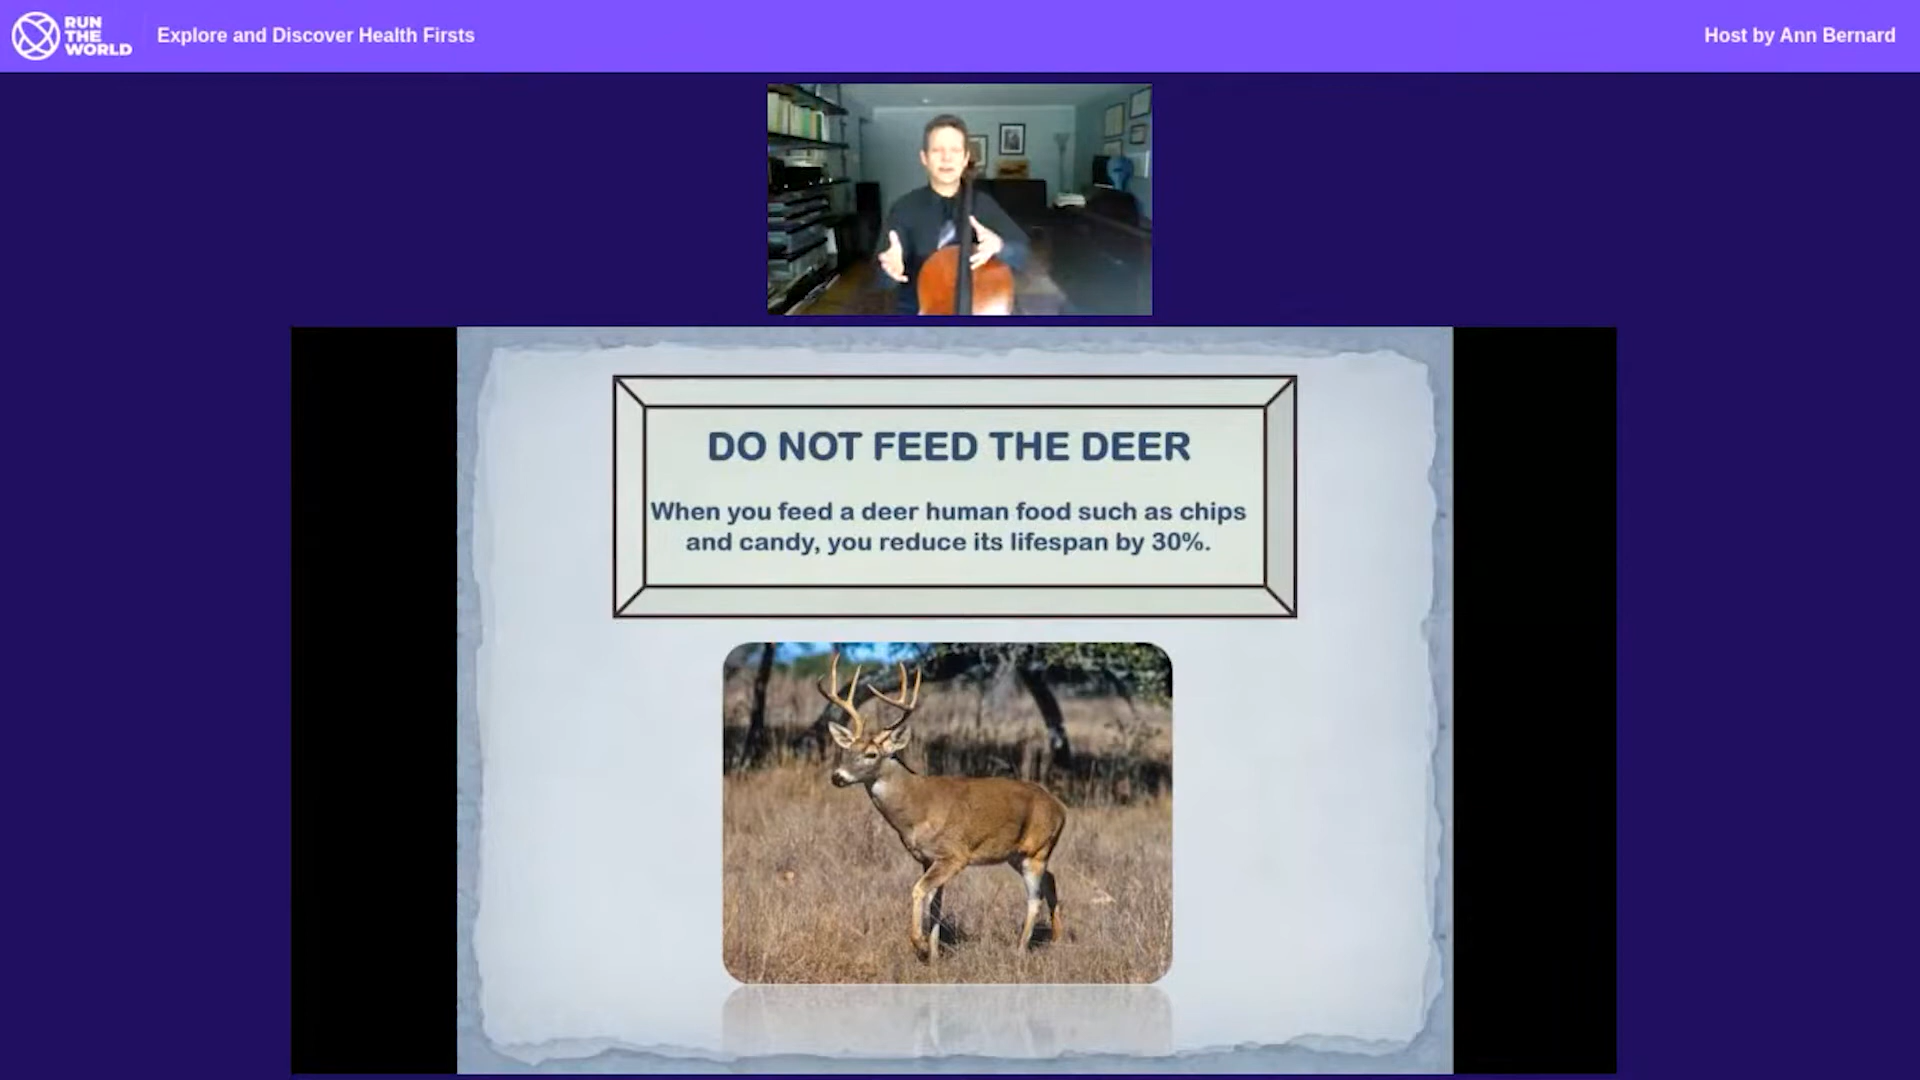 RUN
THE
WORLD
Explore and Discover Health Firsts
Host by Ann Bernard
DO NOT FEED THE DEER
When you feed a deer human food such as chips
and candy, you reduce its lifespan by 30%.